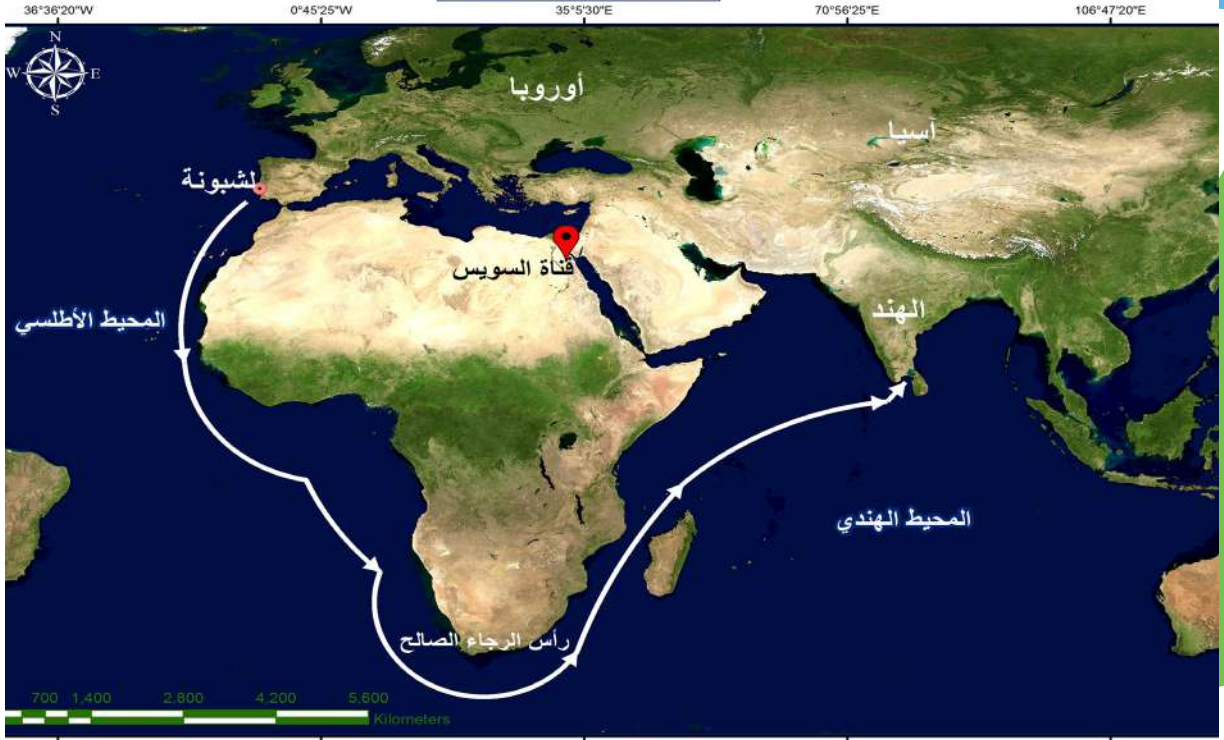 36°36'20"W 0°45'25"W 35°5'30"E 70°56'25"E 106°47'20"E
N
W E
S
أوروبا
آسيا
لشبونة
قناة السويس
الهند
المحيط الأطلسي
المحيط الهندي
رأس الرجاء الصالح
700 1,400 2,800 4,200 5,600
Kilometers